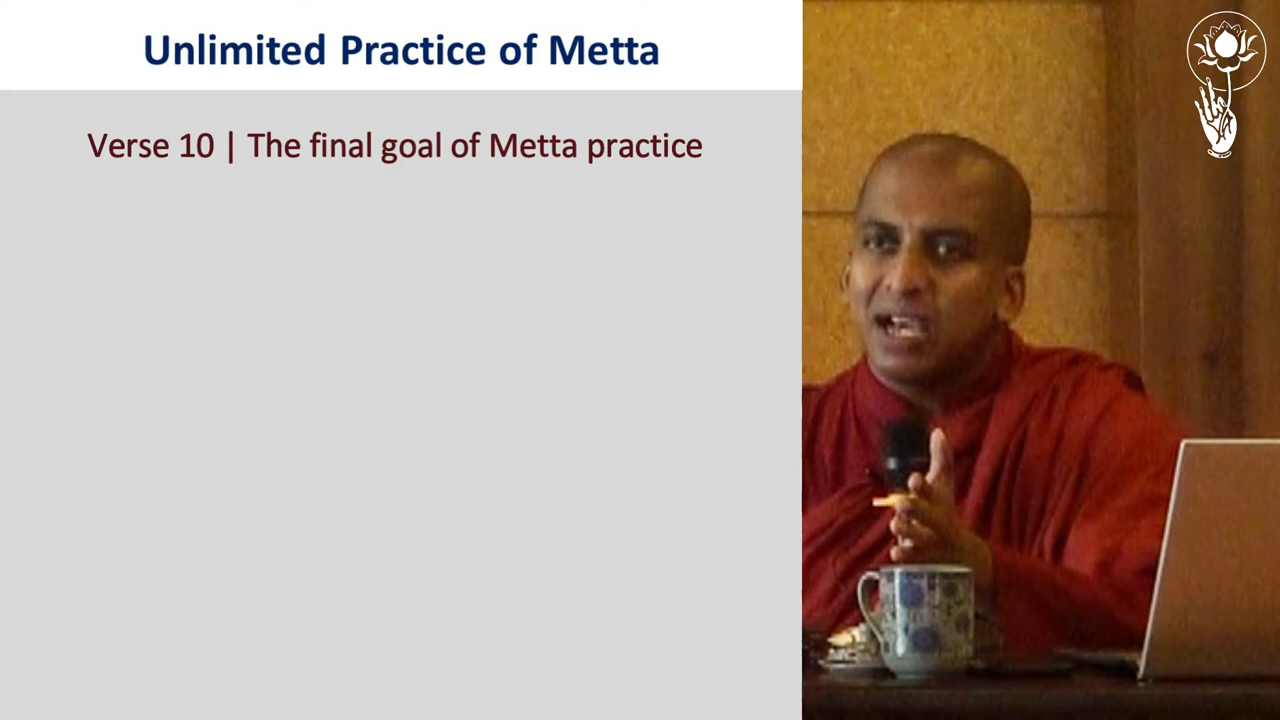 Unlimited Practice of Metta
Verse 10 | The final goal of Metta practice